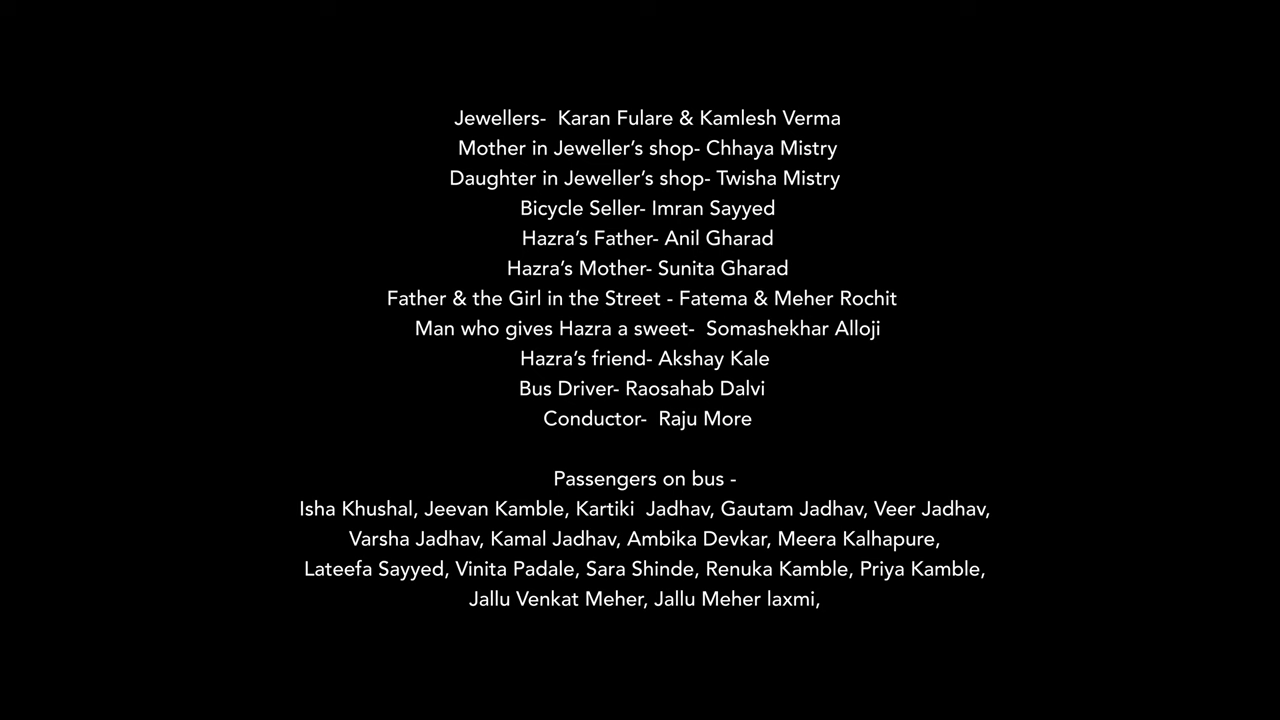 Jewellers-  Karan Fulare & Kamlesh Verma
Mother in Jeweller’s shop- Chhaya Mistry
Daughter in Jeweller’s shop- Twisha Mistry
Bicycle Seller- Imran Sayyed
Hazra’s Father- Anil Gharad
Hazra’s Mother- Sunita Gharad
Father & the Girl in the Street - Fatema & Meher Rochit
Man who gives Hazra a sweet-  Somashekhar Alloji
Hazra’s friend- Akshay Kale
Bus Driver- Raosahab Dalvi
Conductor-  Raju More
Passengers on bus -
Isha Khushal, Jeevan Kamble, Kartiki  Jadhav, Gautam Jadhav, Veer Jadhav,
Varsha Jadhav, Kamal Jadhav, Ambika Devkar, Meera Kalhapure,
Lateefa Sayyed, Vinita Padale, Sara Shinde, Renuka Kamble, Priya Kamble,
Jallu Venkat Meher, Jallu Meher laxmi,